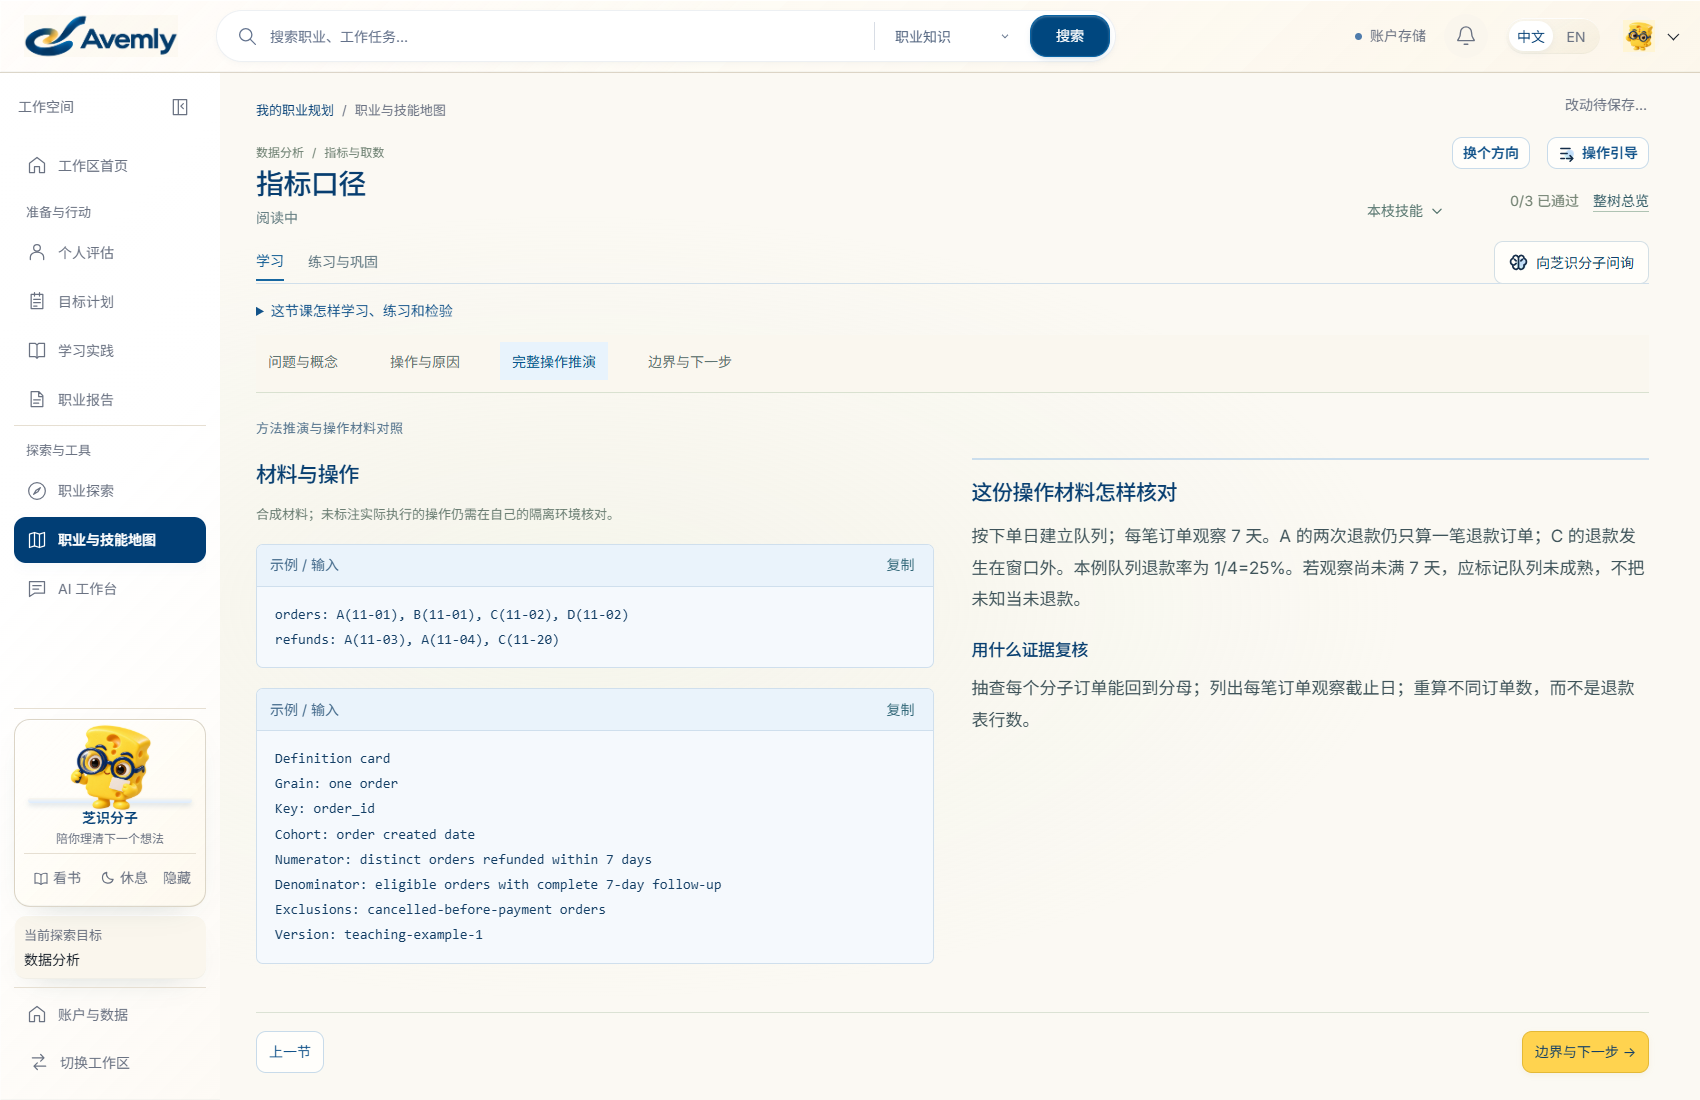 Avemly
搜索职业、工作任务...
职业知识
搜索
账户存储
中文
EN
工作空间
工作区首页
准备与行动
个人评估
目标计划
学习实践
职业报告
探索与工具
职业探索
职业与技能地图
AI 工作台
芝识分子
陪你理清下一个想法
看书
休息
隐藏
当前探索目标
数据分析
账户与数据
切换工作区
我的职业规划 / 职业与技能地图
改动待保存...
数据分析 / 指标与取数
指标口径
阅读中
换个方向
操作引导
本枝技能
0/3 已通过
整树总览
学习
练习与巩固
向芝识分子问询
这节课怎样学习、练习和检验
问题与概念
操作与原因
完整操作推演
边界与下一步
方法推演与操作材料对照
材料与操作
合成材料；未标注实际执行的操作仍需在自己的隔离环境核对。
示例 / 输入
复制
orders: A(11-01), B(11-01), C(11-02), D(11-02)
refunds: A(11-03), A(11-04), C(11-20)
示例 / 输入
复制
Definition card
Grain: one order
Key: order_id
Cohort: order created date
Numerator: distinct orders refunded within 7 days
Denominator: eligible orders with complete 7-day follow-up
Exclusions: cancelled-before-payment orders
Version: teaching-example-1
这份操作材料怎样核对
按下单日建立队列；每笔订单观察 7 天。A 的两次退款仍只算一笔退款订单；C 的退款发
生在窗口外。本例队列退款率为 1/4=25%。若观察尚未满 7 天，应标记队列未成熟，不把
未知当未退款。
用什么证据复核
抽查每个分子订单能回到分母；列出每笔订单观察截止日；重算不同订单数，而不是退款
表行数。
上一节
边界与下一步 →